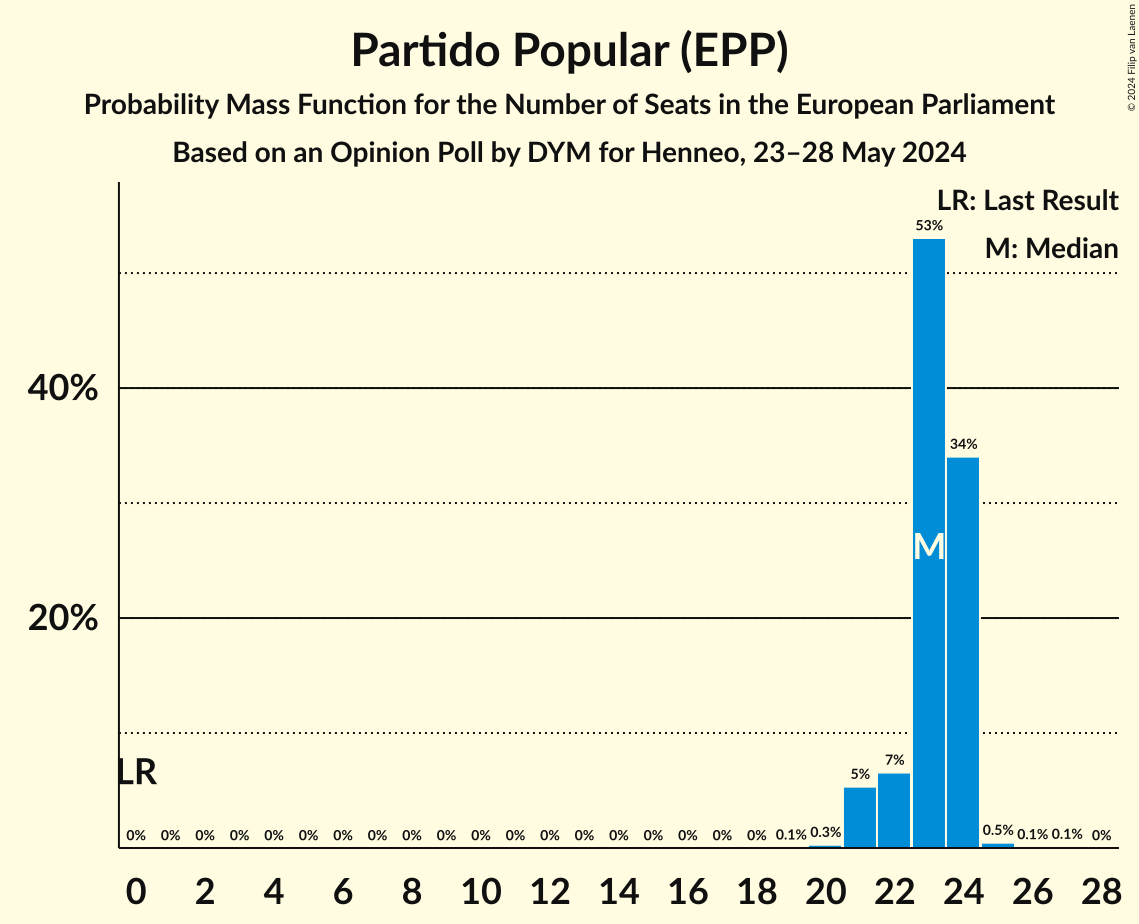 Partido Popular (EPP)
Probability Mass Function for the Number of Seats in the European Parliament
Based on an Opinion Poll by DYM for Henneo, 23–28 May 2024
© 2024 Filip van Laenen
LR: Last Result
M: Median
53%
40%
34%
M
20%
LR
7%
5%
0% 0% 0% 0% 0% 0% 0% 0% 0% 0% 0% 0% 0% 0% 0% 0% 0% 0% 0% 0.1% 0.3% 0.5% 0.1% 0.1% 0%
0 2 4 6 8 10 12 14 16 18 20 22 24 26 28